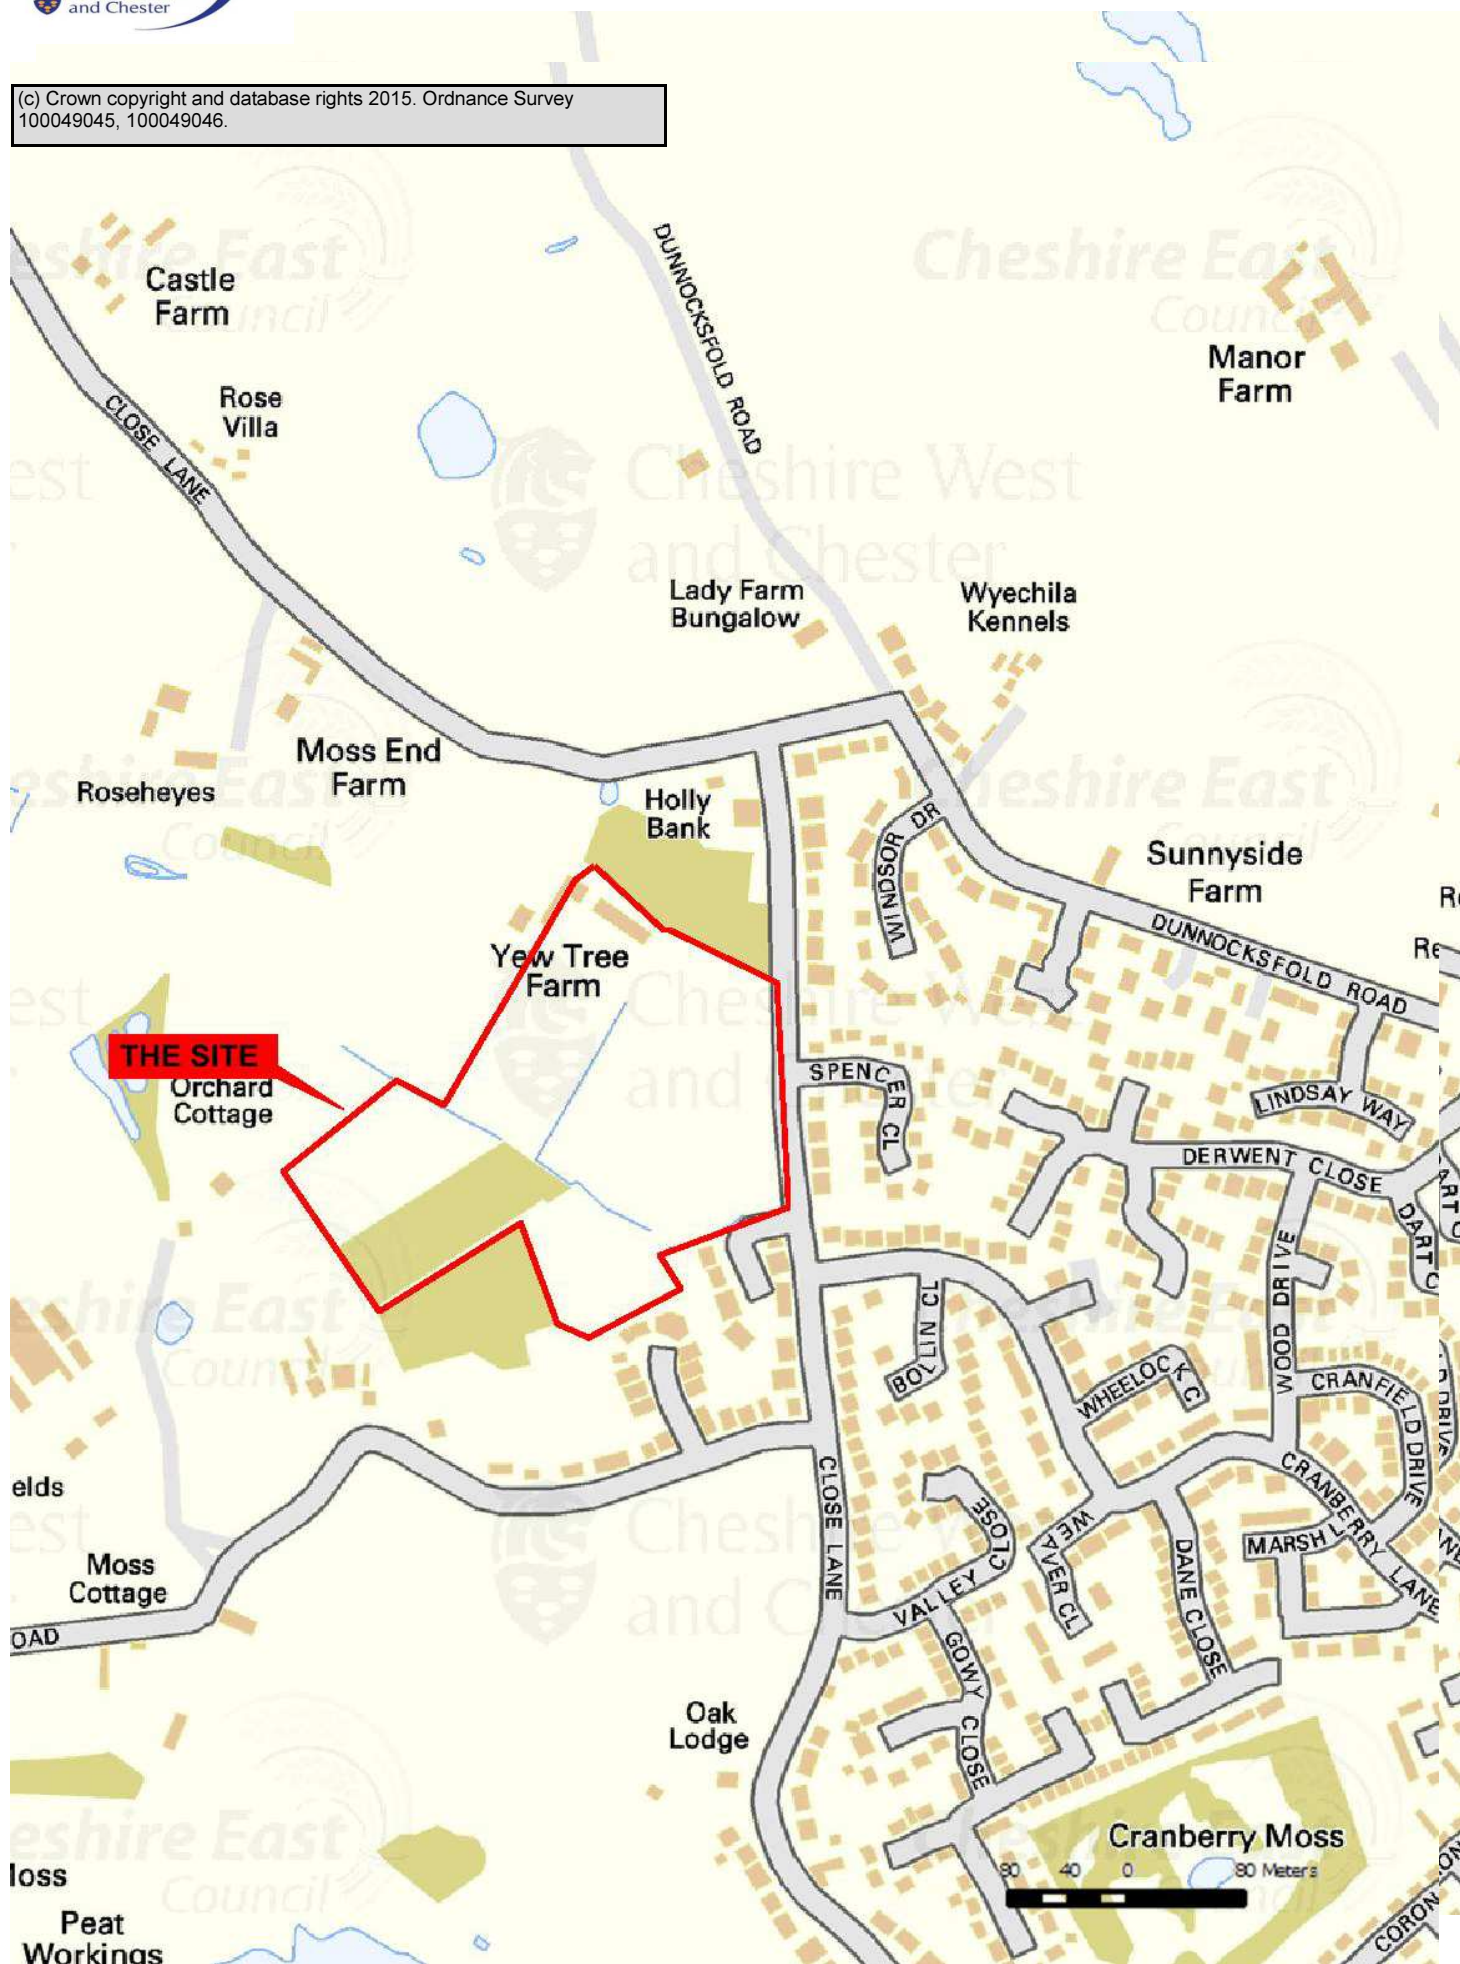 and Chester
(c) Crown copyright and database rights 2015. Ordnance Survey
100049045, 100049046.
Castle
Farm
DUNNOCKSFOLD ROAD
Manor
Farm
Rose
Villa
CLOSE LANE
Cheshire East
Council
Cheshire West
and Chester
Lady Farm
Bungalow
Wyechila
Kennels
Moss End
Farm
Roseheyes
Holly
Bank
WINDSOR DR
Sunnyside
Farm
DUNNOCKSFOLD ROAD
Yew Tree
Farm
THE SITE
Orchard
Cottage
SPENCER CL
LINDSAY WAY
DERWENT CLOSE
DART C
WOOD DRIVE
BOLLIN CL
WHEELOCK C
CRANFIELD DRIVE
CLOSE LANE
CRANBERRY LANE
MARSH L
elds
VALLEY CLOSE
WEAVER CL
DANE CLOSE
Moss
Cottage
OAD
GOWY CLOSE
Oak
Lodge
Cranberry Moss
80 40 0 80 Meters
loss
Peat
Workings
CORON